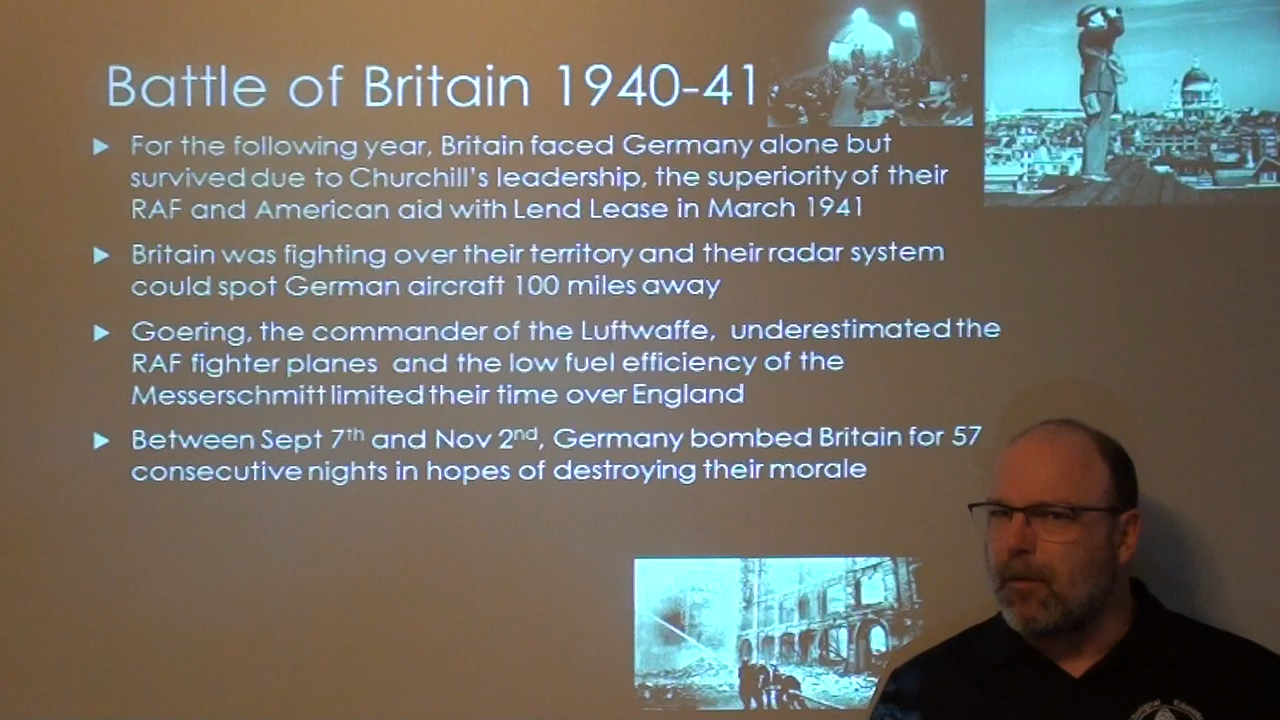 Battle of Britain 1940-41
► For the following year, Britain faced Germany alone but
survived due to Churchill's leadership, the superiority of their
RAF and American aid with Lend Lease in March 1941
► Britain was fighting over their territory and their radar system
could spot German aircraft 100 miles away
► Goering, the commander of the Luftwaffe, underestimated the
RAF fighter planes and the low fuel efficiency of the
Messerschmitt limited their time over England
► Between Sept 7th and Nov 2nd, Germany bombed Britain for 57
consecutive nights in hopes of destroying their morale